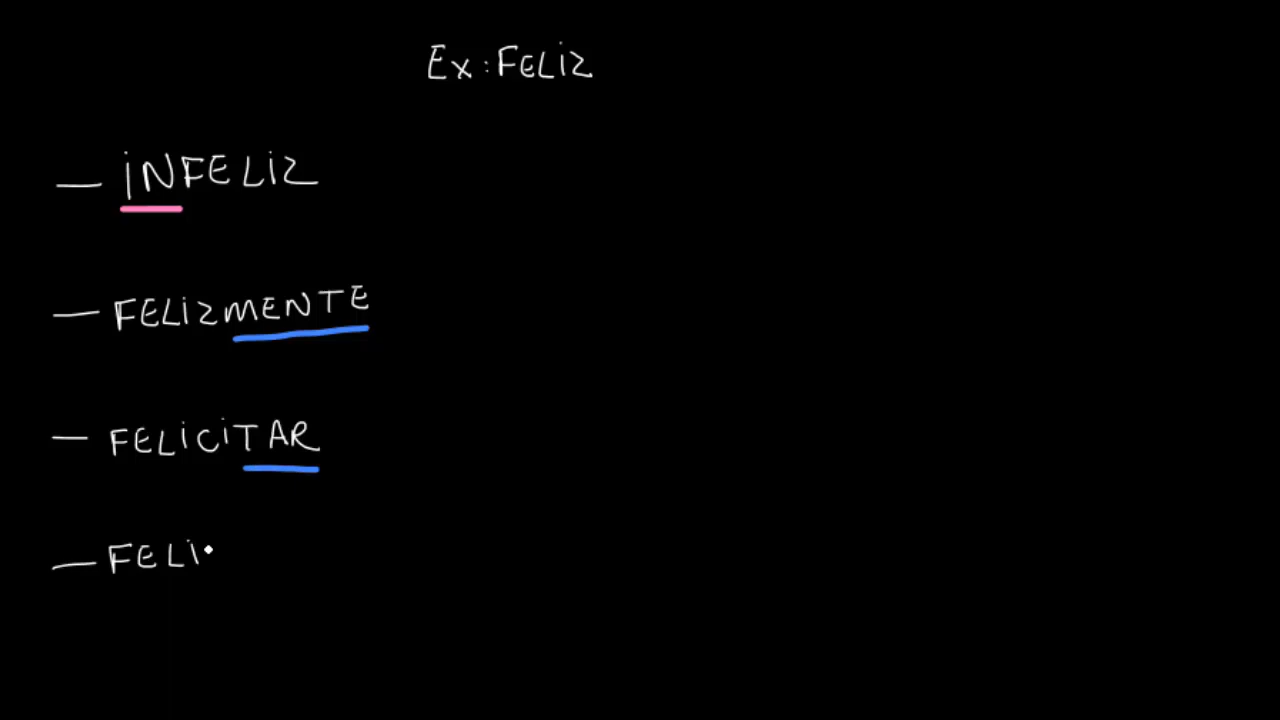 Ex: FELIZ
— INFELIZ
— FELIZMENTE
— FELICITAR
— FELI